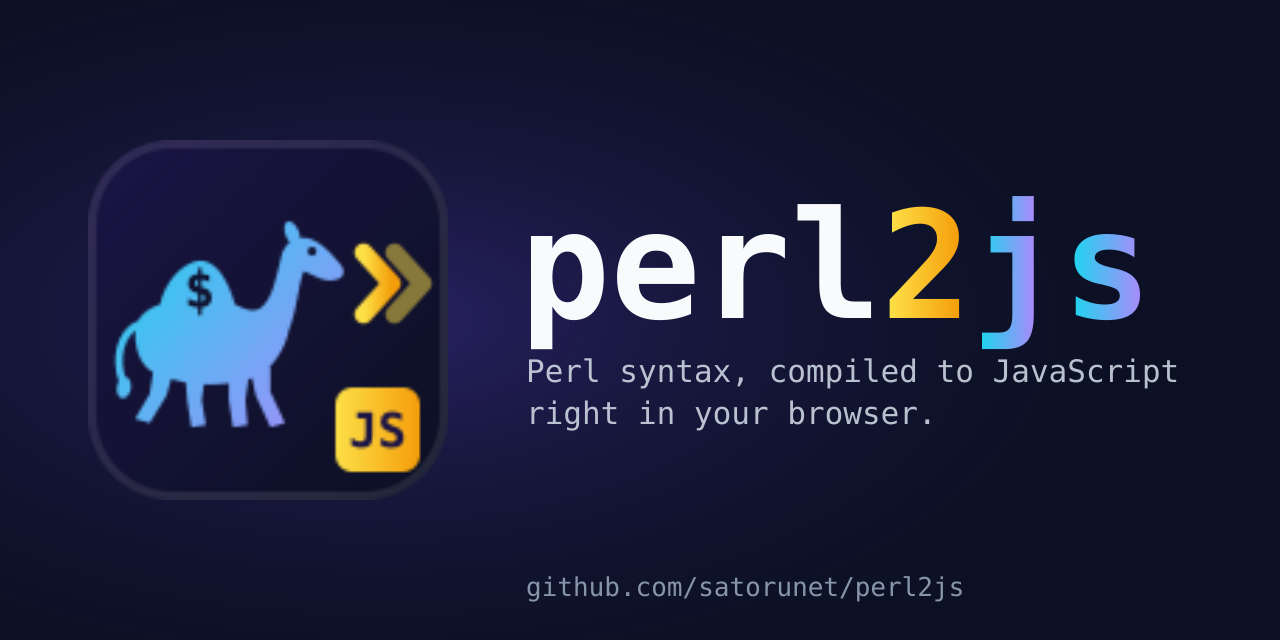 $
JS
perl2js
Perl syntax, compiled to JavaScript
right in your browser.
github.com/satorunet/perl2js